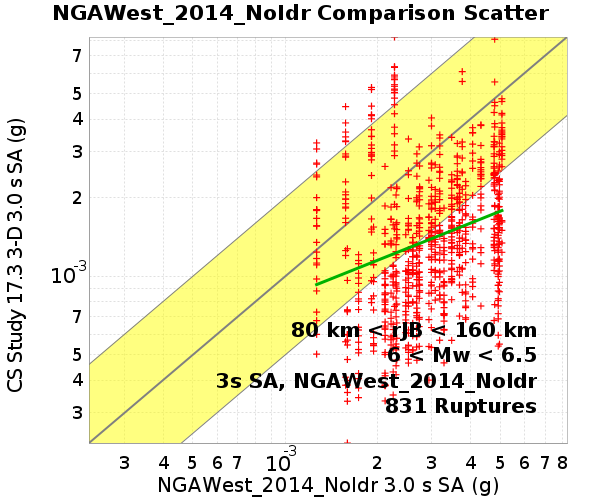 NGAWest_2014_NoIdr Comparison Scatter
CS Study 17.3 3-D 3.0 s SA (g)
7
5
4
3
2
10-3
7
5
4
3
80 km < rJB < 160 km
6 < Mw < 6.5
3s SA, NGAWest_2014_NoIdr
831 Ruptures
3 4 5 6 7 10-3 2 3 4 5 6 7 8
NGAWest_2014_NoIdr 3.0 s SA (g)